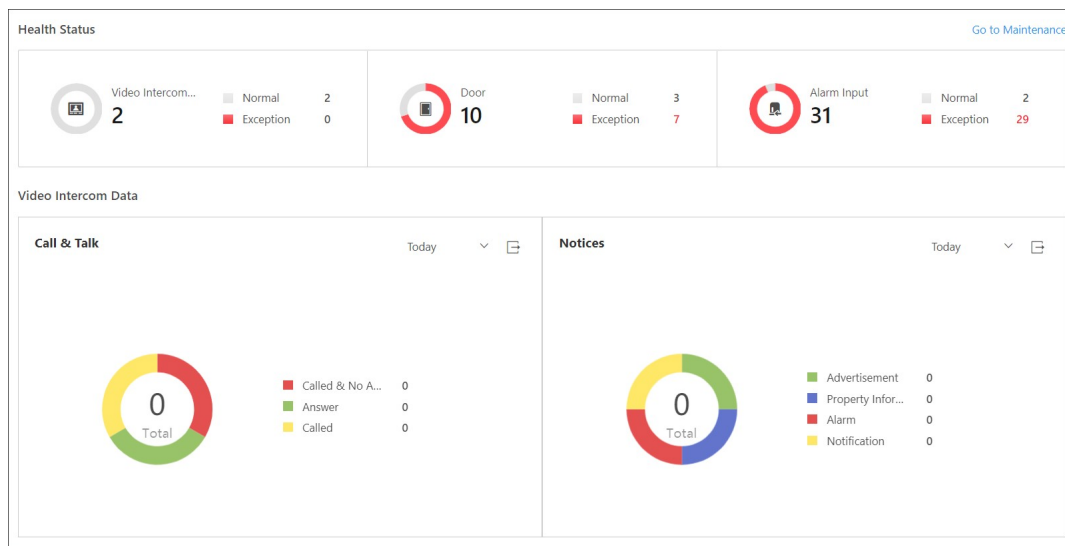 Health Status
Go to Maintenance
Video Intercom...
2
Normal 2
Exception 0
Door
10
Normal 3
Exception 7
Alarm Input
31
Normal 2
Exception 29
Video Intercom Data
Call & Talk
Today
0
Total
Called & No A... 0
Answer 0
Called 0
Notices
Today
0
Total
Advertisement 0
Property Infor... 0
Alarm 0
Notification 0